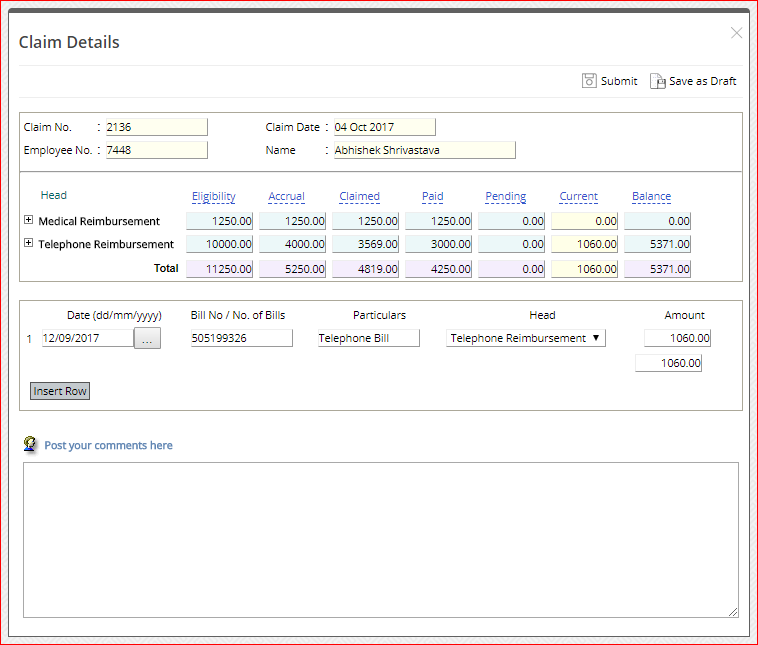 Claim Details
Submit Save as Draft
Claim No. : 2136 Claim Date : 04 Oct 2017
Employee No. : 7448 Name : Abhishek Shrivastava
Head Eligibility Accrual Claimed Paid Pending Current Balance
Medical Reimbursement 1250.00 1250.00 1250.00 1250.00 0.00 0.00 0.00
Telephone Reimbursement 10000.00 4000.00 3569.00 3000.00 0.00 1060.00 5371.00
Total 11250.00 5250.00 4819.00 4250.00 0.00 1060.00 5371.00
Date (dd/mm/yyyy) Bill No / No. of Bills Particulars Head Amount
1 12/09/2017 ... 505199326 Telephone Bill Telephone Reimbursement 1060.00
1060.00
Insert Row
Post your comments here